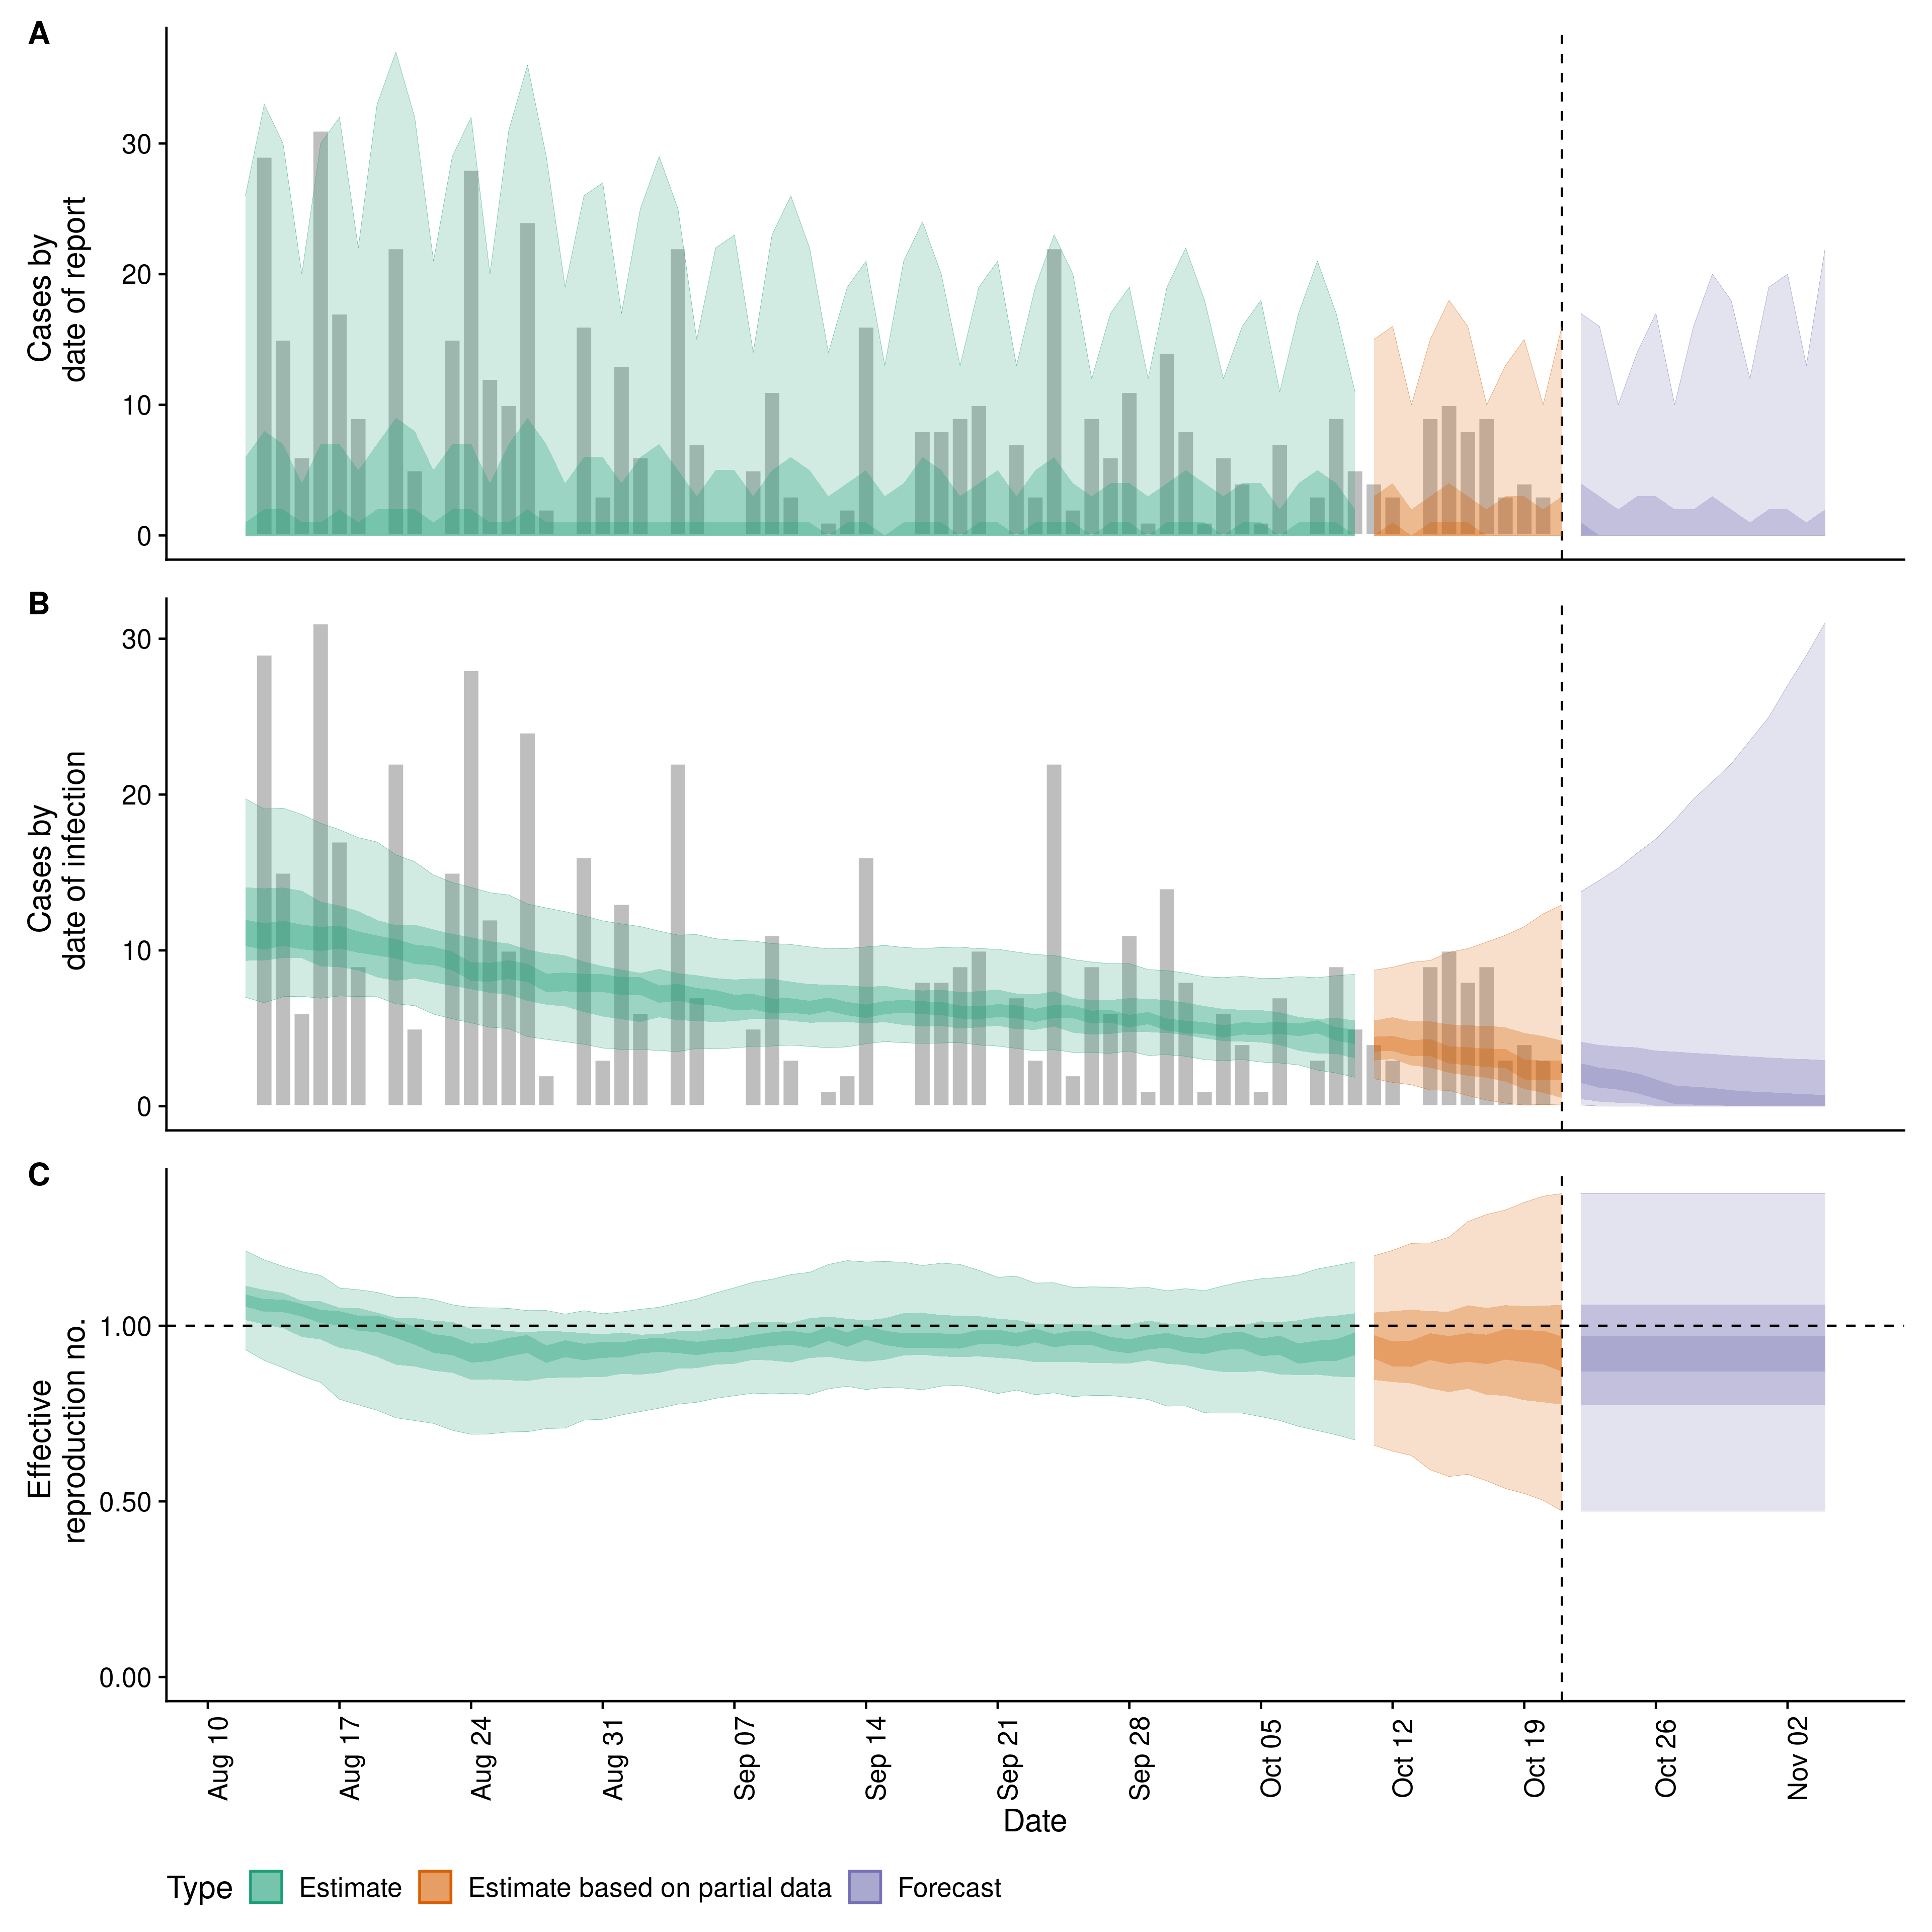 A
Cases by
date of report
30
20
10
0
B
Cases by
date of infection
30
20
10
0
C
Effective
reproduction no.
1.00
0.50
0.00
Aug 10
Aug 17
Aug 24
Aug 31
Sep 07
Sep 14
Sep 21
Sep 28
Oct 05
Oct 12
Oct 19
Oct 26
Nov 02
Date
Type
Estimate
Estimate based on partial data
Forecast